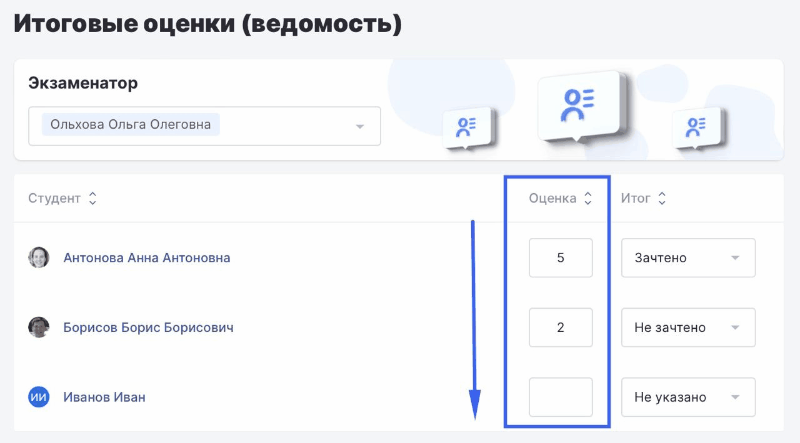 Итоговые оценки (ведомость)
Экзаменатор
Ольхова Ольга Олеговна
Студент Оценка Итог
Антонова Анна Антоновна 5 Зачтено
Борисов Борис Борисович 2 Не зачтено
ИИ Иванов Иван Не указано